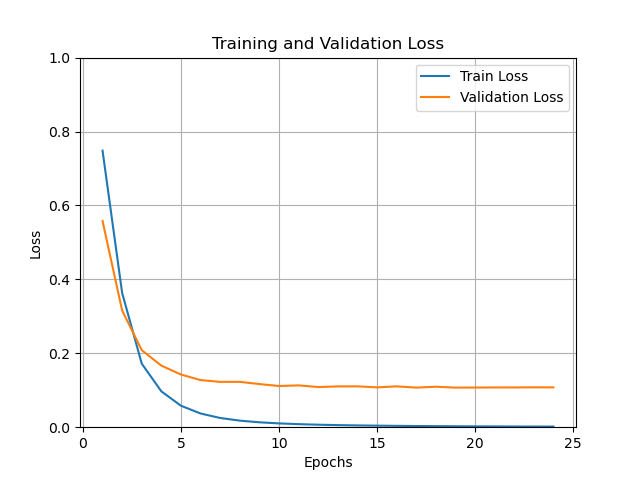 Training and Validation Loss
Train Loss
Validation Loss
1.0
0.8
0.6
0.4
0.2
0.0
Loss
0 5 10 15 20 25
Epochs